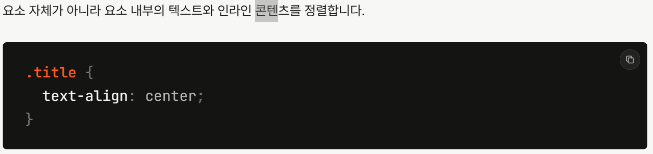 요소 자체가 아니라 요소 내부의 텍스트와 인라인 콘텐츠를 정렬합니다.
.title {
  text-align: center;
}